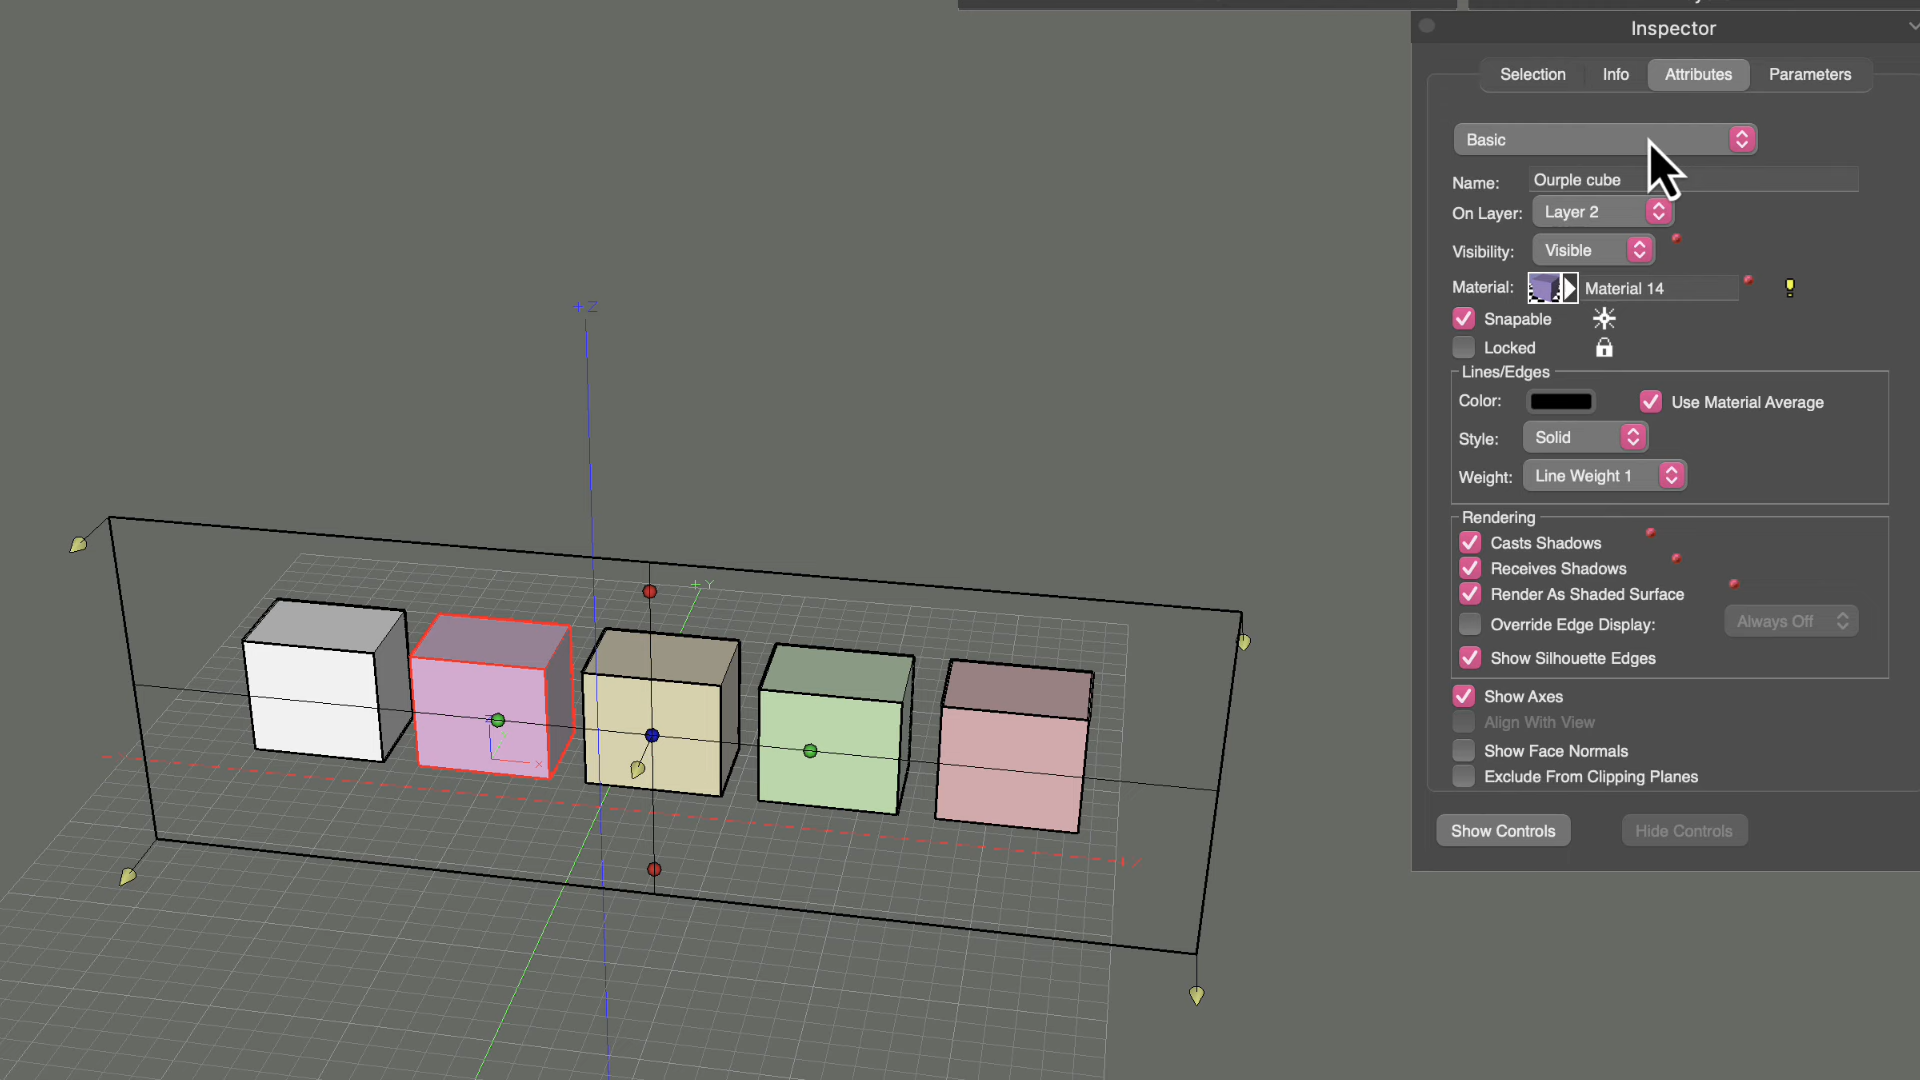 Inspector
Selection Info Attributes Parameters
Basic
Name: Ourple cube
On Layer: Layer 2
Visibility: Visible
Material: Material 14
Snapable
Locked
Lines/Edges
Color: Use Material Average
Style: Solid
Weight: Line Weight 1
Rendering
Casts Shadows
Receives Shadows
Render As Shaded Surface
Override Edge Display: Always Off
Show Silhouette Edges
Show Axes
Align With View
Show Face Normals
Exclude From Clipping Planes
Show Controls Hide Controls
+Z
+Y
x